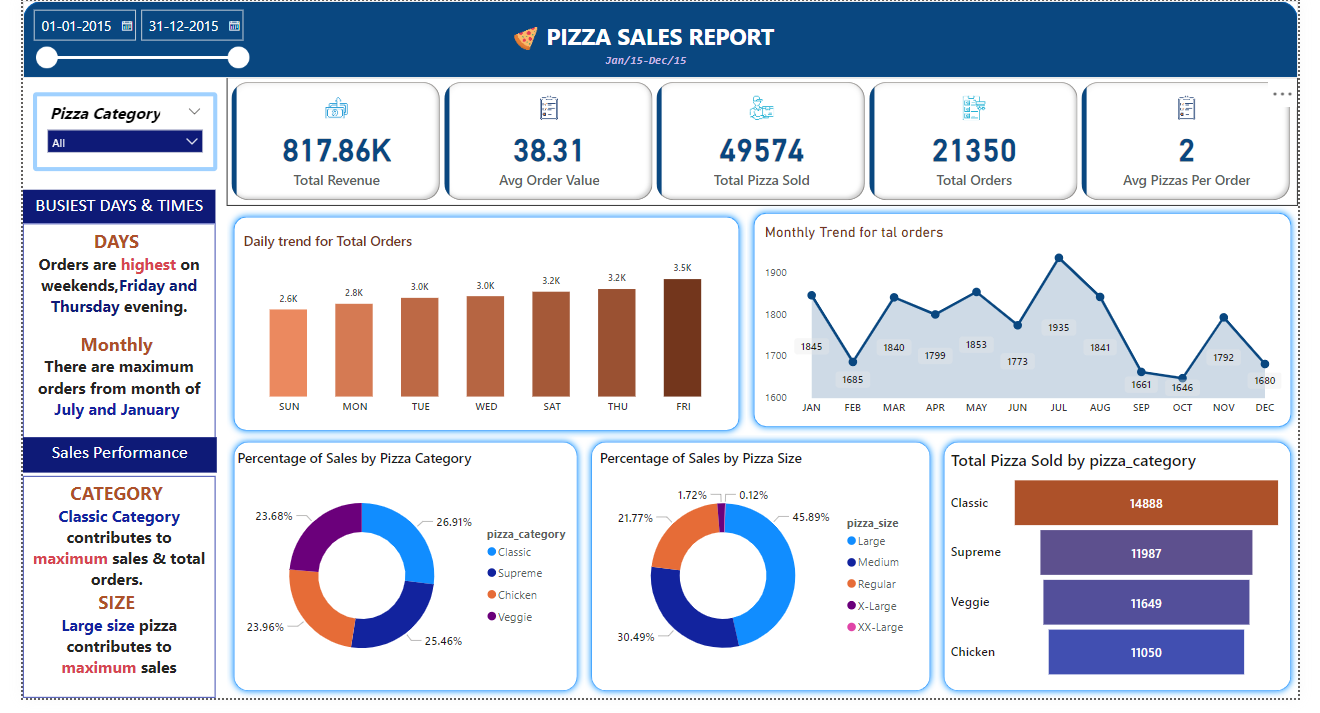 01-01-2015
31-12-2015
PIZZA SALES REPORT
Jan/15-Dec/15
Pizza Category
All
817.86K
Total Revenue
38.31
Avg Order Value
49574
Total Pizza Sold
21350
Total Orders
2
Avg Pizzas Per Order
BUSIEST DAYS & TIMES
DAYS
Orders are highest on
weekends,Friday and
Thursday evening.
Monthly
There are maximum
orders from month of
July and January
Sales Performance
CATEGORY
Classic Category
contributes to
maximum sales & total
orders.
SIZE
Large size pizza
contributes to
maximum sales
Daily trend for Total Orders
2.6K
2.8K
3.0K
3.0K
3.2K
3.2K
3.5K
SUN
MON
TUE
WED
SAT
THU
FRI
Monthly Trend for tal orders
1900
1800
1700
1600
1845
1685
1840
1799
1853
1773
1935
1841
1661
1646
1792
1680
JAN
FEB
MAR
APR
MAY
JUN
JUL
AUG
SEP
OCT
NOV
DEC
Percentage of Sales by Pizza Category
23.68%
26.91%
23.96%
25.46%
pizza_category
Classic
Supreme
Chicken
Veggie
Percentage of Sales by Pizza Size
1.72%
0.12%
21.77%
45.89%
30.49%
pizza_size
Large
Medium
Regular
X-Large
XX-Large
Total Pizza Sold by pizza_category
Classic
14888
Supreme
11987
Veggie
11649
Chicken
11050